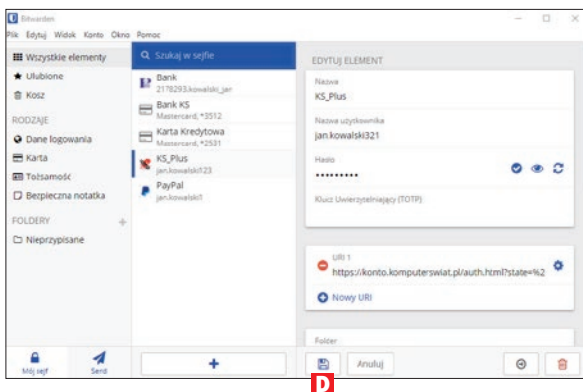 Bitwarden
Plik Edytuj Widok Konto Okno Pomoc
Wszystkie elementy
Ulubione
Kosz
RODZAJE
Dane logowania
Karta
Tożsamość
Bezpieczna notatka
FOLDERY
Nieprzypisane
Mój sejf
Send
Szukaj w sejfie
Bank
2178293.kowalski_jan
Bank KS
Mastercard, *3512
Karta Kredytowa
Mastercard, *2531
KS_Plus
jan.kowalski123
PayPal
jan.kowalski1
EDYTUJ ELEMENT
Nazwa
KS_Plus
Nazwa użytkownika
jan.kowalski321
Hasło
•••••••••
Klucz Uwierzytelniający (TOTP)
URI 1
https://konto.komputerswiat.pl/auth.html?state=%2
Nowy URI
Folder
Anuluj
D